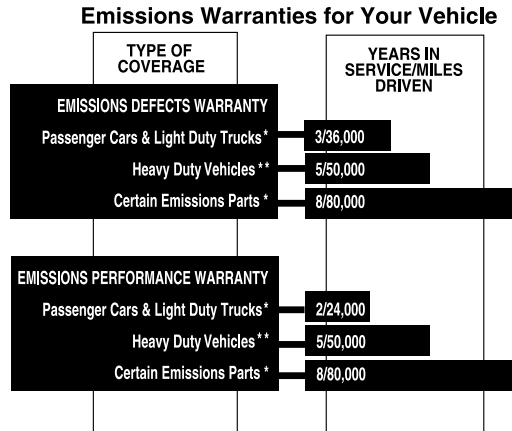 Emissions Warranties for Your Vehicle
TYPE OF
COVERAGE
YEARS IN
SERVICE/MILES
DRIVEN
EMISSIONS DEFECTS WARRANTY
Passenger Cars & Light Duty Trucks* 3/36,000
Heavy Duty Vehicles** 5/50,000
Certain Emissions Parts * 8/80,000
EMISSIONS PERFORMANCE WARRANTY
Passenger Cars & Light Duty Trucks* 2/24,000
Heavy Duty Vehicles** 5/50,000
Certain Emissions Parts * 8/80,000